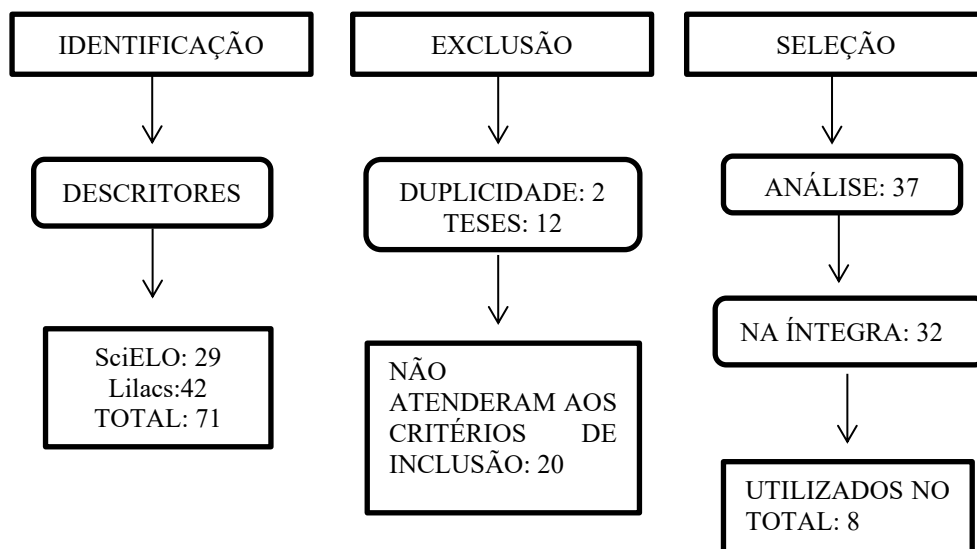 IDENTIFICAÇÃO
DESCRITORES
SciELO: 29
Lilacs:42
TOTAL: 71
EXCLUSÃO
DUPLICIDADE: 2
TESES: 12
NÃO
ATENDERAM AOS
CRITÉRIOS DE
INCLUSÃO: 20
SELEÇÃO
ANÁLISE: 37
NA ÍNTEGRA: 32
UTILIZADOS NO
TOTAL: 8